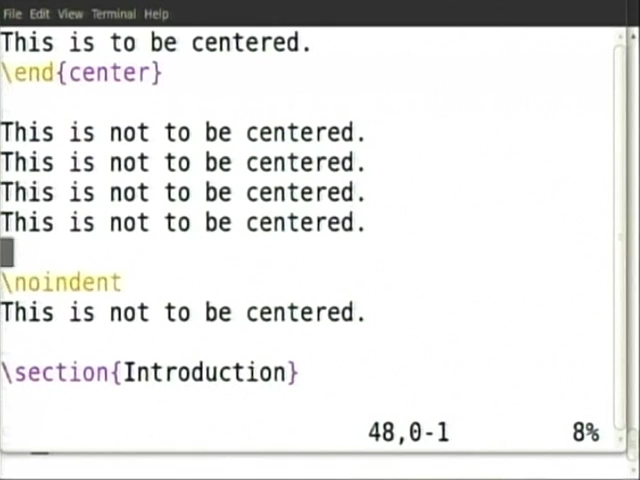 File Edit View Terminal Help
This is to be centered.
\end{center}
This is not to be centered.
This is not to be centered.
This is not to be centered.
This is not to be centered.
\noindent
This is not to be centered.
\section{Introduction}
48,0-1 8%